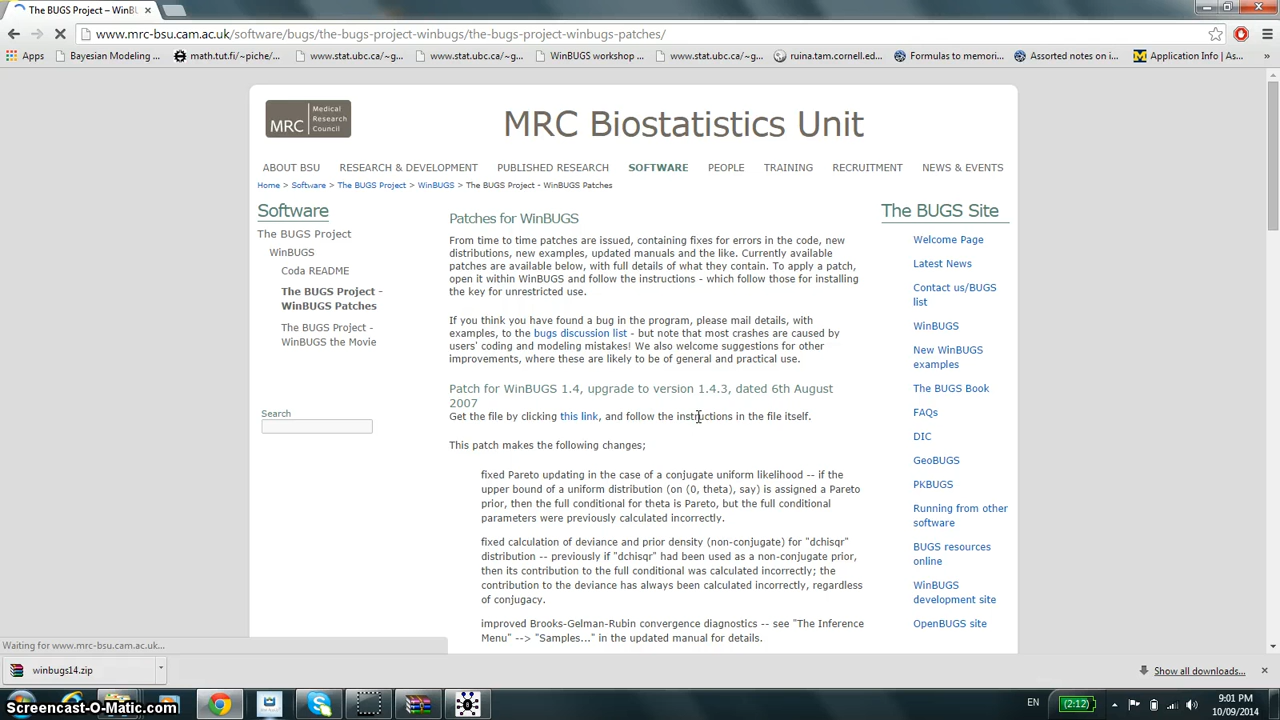 The BUGS Project – WinBU
www.mrc-bsu.cam.ac.uk/software/bugs/the-bugs-project-winbugs/the-bugs-project-winbugs-patches/
Apps Bayesian Modeling ... math.tut.fi/~piche/... www.stat.ubc.ca/~g... www.stat.ubc.ca/~g... WinBUGS workshop ... www.stat.ubc.ca/~g... ruina.tam.cornell.ed... Formulas to memori... Assorted notes on i... Application Info | As...
MRC Medical Research Council
MRC Biostatistics Unit
ABOUT BSU RESEARCH & DEVELOPMENT PUBLISHED RESEARCH SOFTWARE PEOPLE TRAINING RECRUITMENT NEWS & EVENTS
Home > Software > The BUGS Project > WinBUGS > The BUGS Project - WinBUGS Patches
Software
The BUGS Project
WinBUGS
Coda README
The BUGS Project -
WinBUGS Patches
The BUGS Project -
WinBUGS the Movie
Search
Patches for WinBUGS
From time to time patches are issued, containing fixes for errors in the code, new
distributions, new examples, updated manuals and the like. Currently available
patches are available below, with full details of what they contain. To apply a patch,
open it within WinBUGS and follow the instructions - which follow those for installing
the key for unrestricted use.
If you think you have found a bug in the program, please mail details, with
examples, to the bugs discussion list - but note that most crashes are caused by
users' coding and modeling mistakes! We also welcome suggestions for other
improvements, where these are likely to be of general and practical use.
Patch for WinBUGS 1.4, upgrade to version 1.4.3, dated 6th August
2007
Get the file by clicking this link, and follow the instructions in the file itself.
This patch makes the following changes;
fixed Pareto updating in the case of a conjugate uniform likelihood -- if the
upper bound of a uniform distribution (on (0, theta), say) is assigned a Pareto
prior, then the full conditional for theta is Pareto, but the full conditional
parameters were previously calculated incorrectly.
fixed calculation of deviance and prior density (non-conjugate) for "dchisqr"
distribution -- previously if "dchisqr" had been used as a non-conjugate prior,
then its contribution to the full conditional was calculated incorrectly; the
contribution to the deviance has always been calculated incorrectly, regardless
of conjugacy.
improved Brooks-Gelman-Rubin convergence diagnostics -- see "The Inference
Menu" --> "Samples..." in the updated manual for details.
The BUGS Site
Welcome Page
Latest News
Contact us/BUGS
list
WinBUGS
New WinBUGS
examples
The BUGS Book
FAQs
DIC
GeoBUGS
PKBUGS
Running from other
software
BUGS resources
online
WinBUGS
development site
OpenBUGS site
Waiting for www.mrc-bsu.cam.ac.uk...
winbugs14.zip
Show all downloads...
EN (2:12) 9:01 PM
10/09/2014
Screencast-O-Matic.com